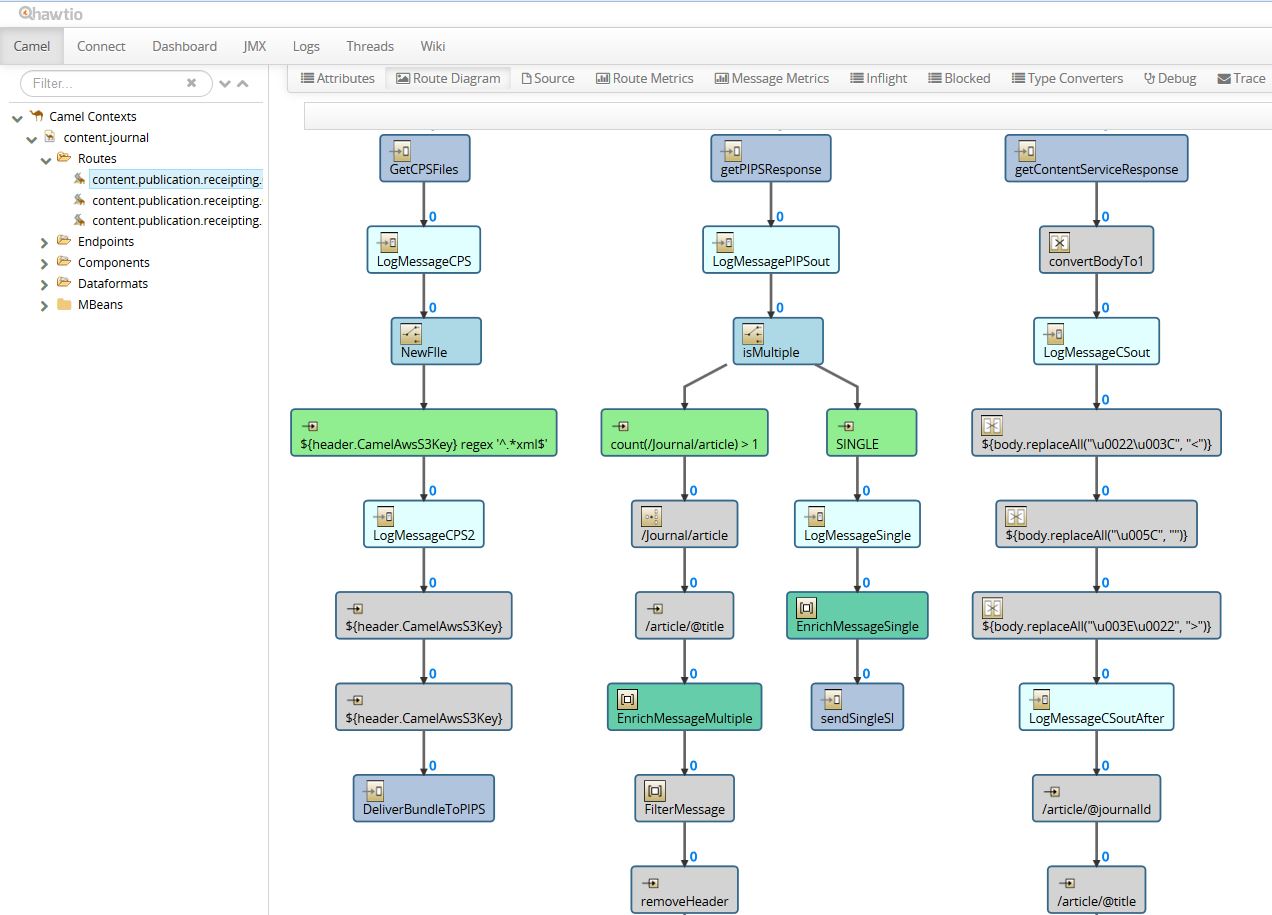 hawtio
Camel Connect Dashboard JMX Logs Threads Wiki
Filter...
Attributes Route Diagram Source Route Metrics Message Metrics Inflight Blocked Type Converters Debug Trace
Camel Contexts
content.journal
Routes
content.publication.receipting.
content.publication.receipting.
content.publication.receipting.
Endpoints
Components
Dataformats
MBeans
GetCPSFiles
0
LogMessageCPS
0
NewFIle
${header.CamelAwsS3Key} regex '^.*xml$'
0
LogMessageCPS2
0
${header.CamelAwsS3Key}
0
${header.CamelAwsS3Key}
0
DeliverBundleToPIPS
getPIPSResponse
0
LogMessagePIPSout
0
isMultiple
count(/Journal/article) > 1
0
/Journal/article
0
/article/@title
0
EnrichMessageMultiple
0
FilterMessage
0
removeHeader
SINGLE
0
LogMessageSingle
0
EnrichMessageSingle
0
sendSingleSI
getContentServiceResponse
0
convertBodyTo1
0
LogMessageCSout
0
${body.replaceAll("\u0022\u003C", "<")}
0
${body.replaceAll("\u005C", "")}
0
${body.replaceAll("\u003E\u0022", ">")}
0
LogMessageCSoutAfter
0
/article/@journalId
0
/article/@title